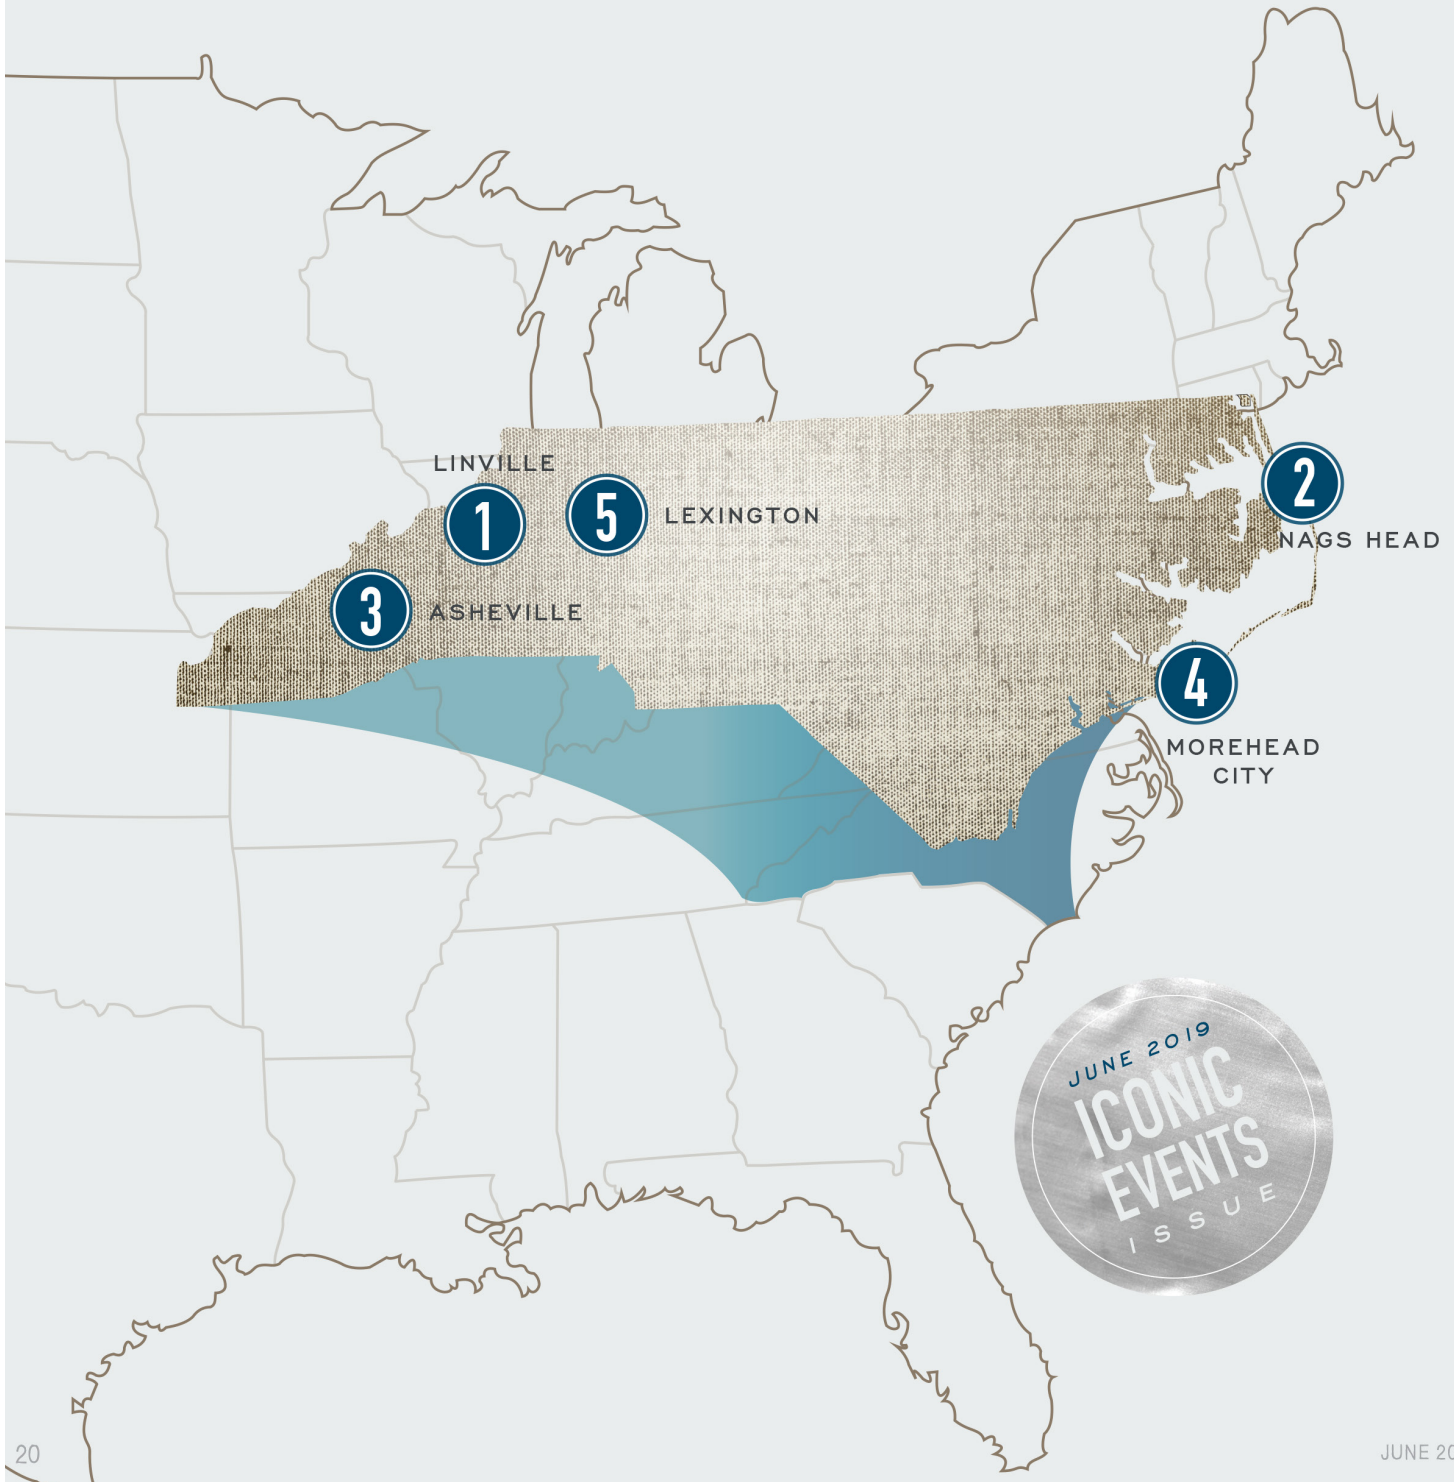 LINVILLE
1
5
LEXINGTON
2
NAGS HEAD
3
ASHEVILLE
4
MOREHEAD
CITY
JUNE 2019
ICONIC
EVENTS
ISSUE
20
JUNE 20